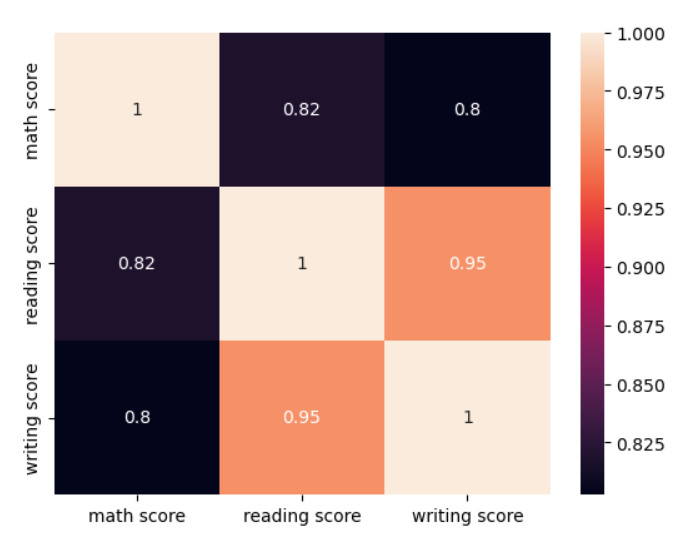 math score
1
0.82
0.8
reading score
0.82
1
0.95
writing score
0.8
0.95
1
math score
reading score
writing score
1.000
0.975
0.950
0.925
0.900
0.875
0.850
0.825